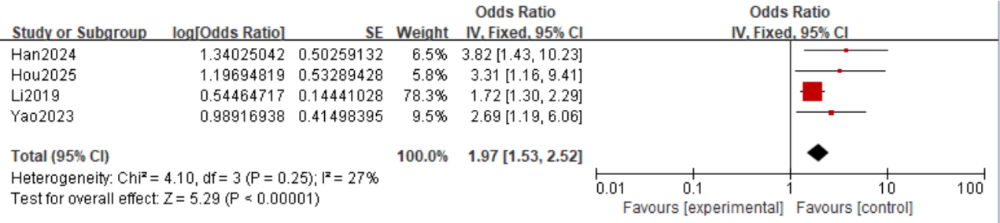 Odds Ratio Odds Ratio
Study or Subgroup log[Odds Ratio] SE Weight IV, Fixed, 95% CI IV, Fixed, 95% CI
Han2024 1.34025042 0.50259132 6.5% 3.82 [1.43, 10.23]
Hou2025 1.19694819 0.53289428 5.8% 3.31 [1.16, 9.41]
Li2019 0.54464717 0.14441028 78.3% 1.72 [1.30, 2.29]
Yao2023 0.98916938 0.41498395 9.5% 2.69 [1.19, 6.06]
Total (95% CI) 100.0% 1.97 [1.53, 2.52]
Heterogeneity: Chi² = 4.10, df = 3 (P = 0.25); I² = 27%
Test for overall effect: Z = 5.29 (P < 0.00001)
0.01 0.1 1 10 100
Favours [experimental] Favours [control]